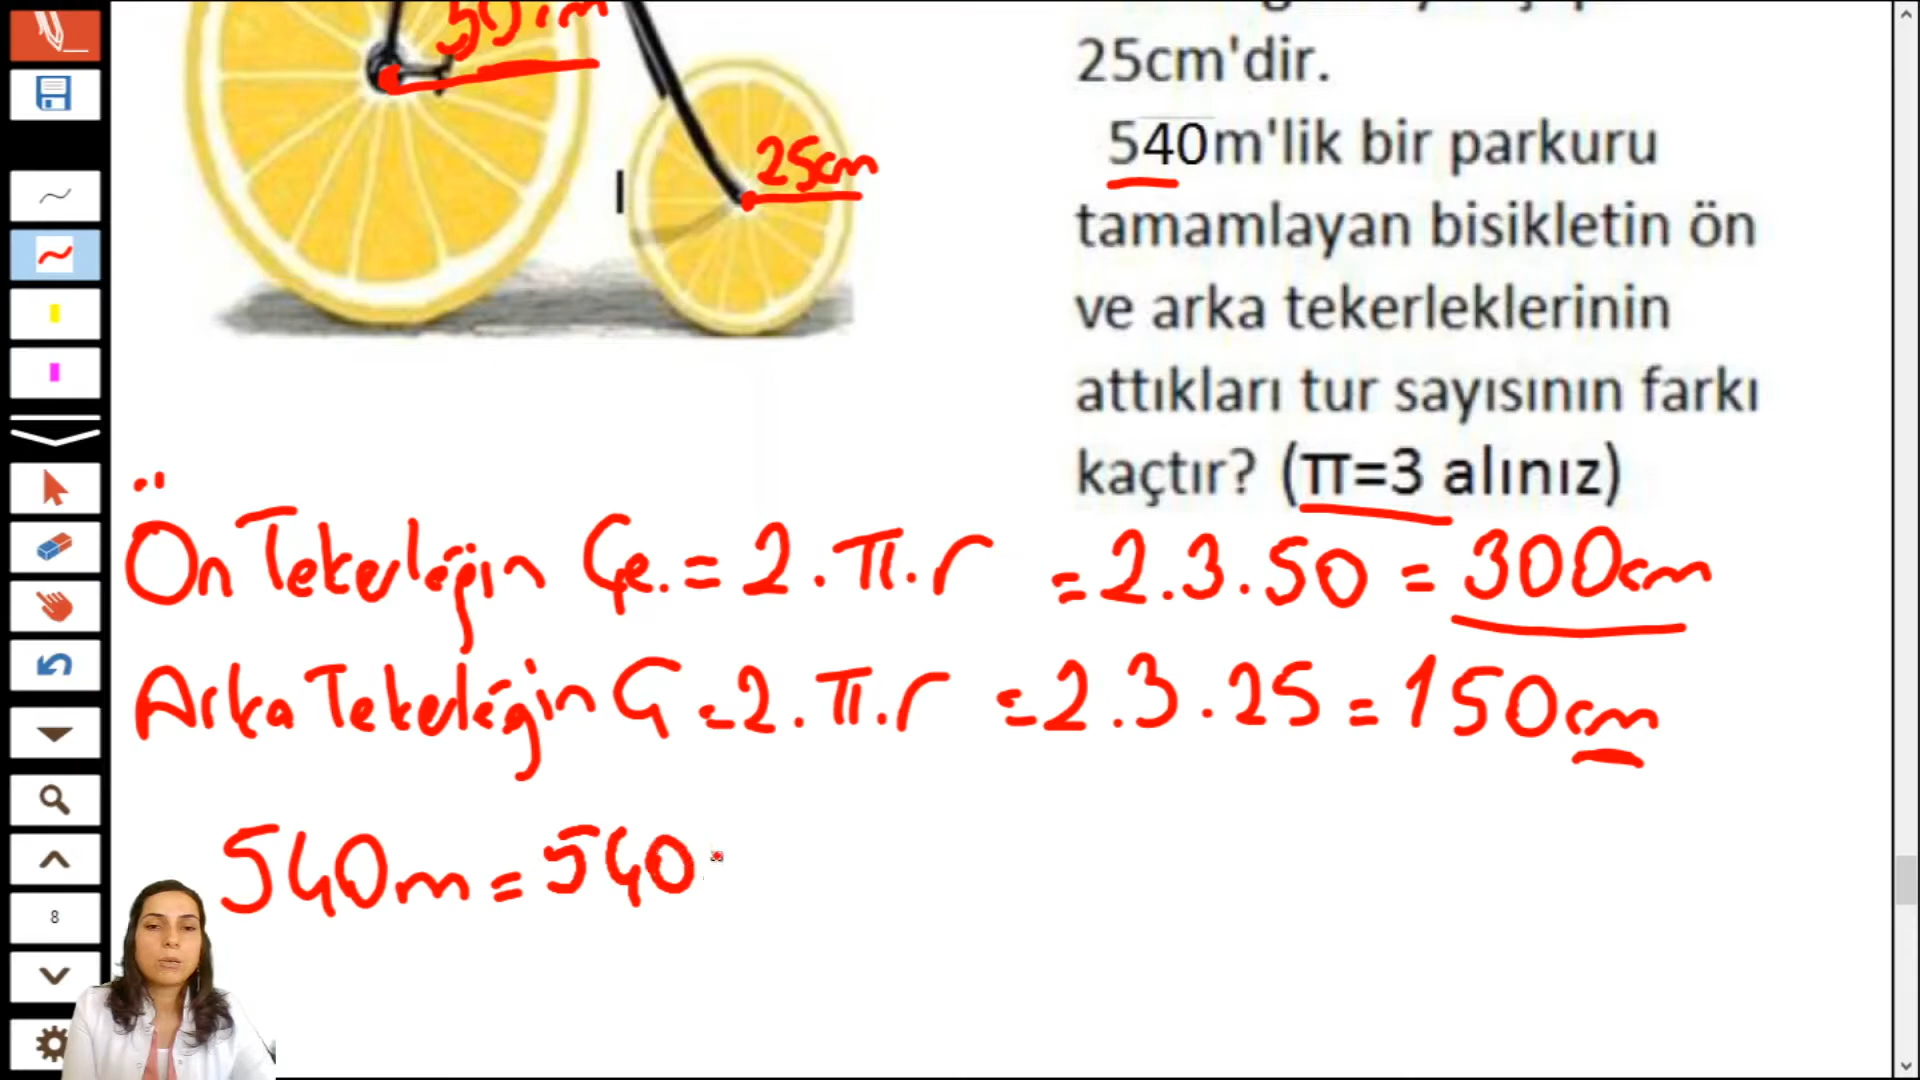 50cm
25cm
25cm'dir.
540m'lik bir parkuru
tamamlayan bisikletin ön
ve arka tekerleklerinin
attıkları tur sayısının farkı
kaçtır? (π=3 alınız)
Ön Tekerleğin Çe. = 2.π.r = 2.3.50 = 300cm
Arka Tekerleğin Ç = 2.π.r = 2.3.25 = 150cm
540m = 540
8